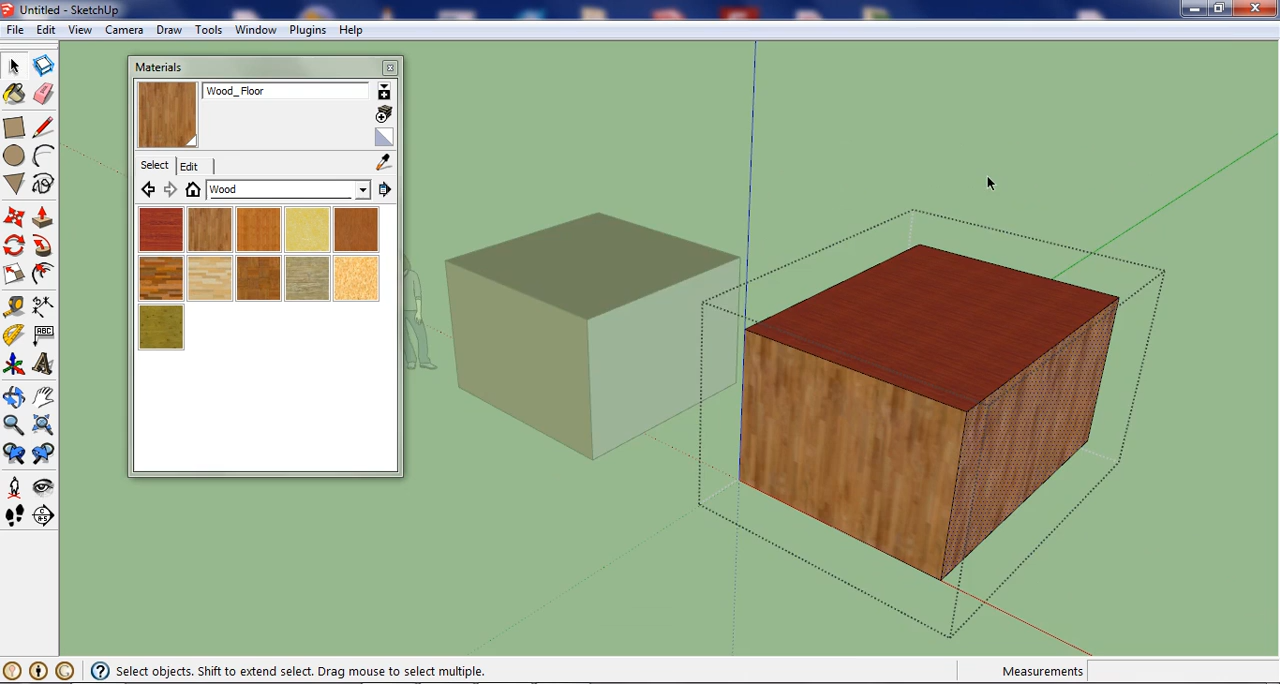 Untitled - SketchUp
File Edit View Camera Draw Tools Window Plugins Help
Materials
Wood_Floor
Select Edit
Wood
ABC
Select objects. Shift to extend select. Drag mouse to select multiple.
Measurements